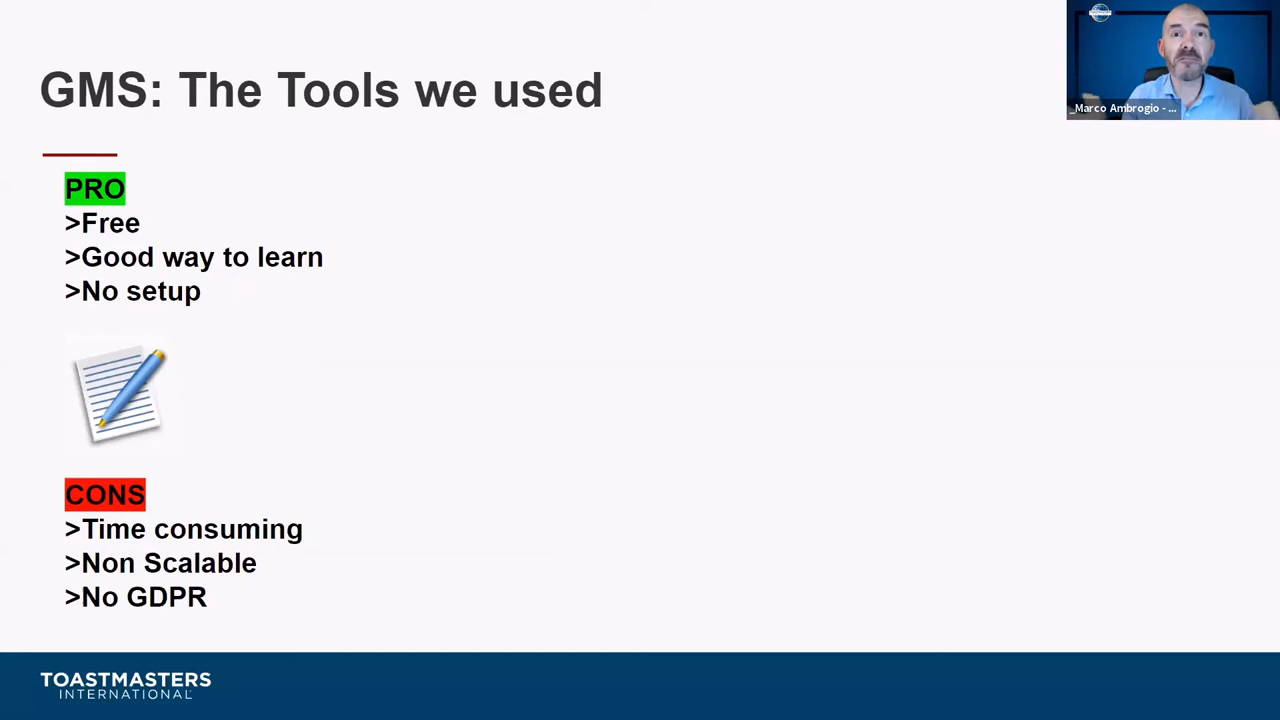 GMS: The Tools we used
_Marco Ambrogio - ...
PRO
>Free
>Good way to learn
>No setup
CONS
>Time consuming
>Non Scalable
>No GDPR
TOASTMASTERS
INTERNATIONAL